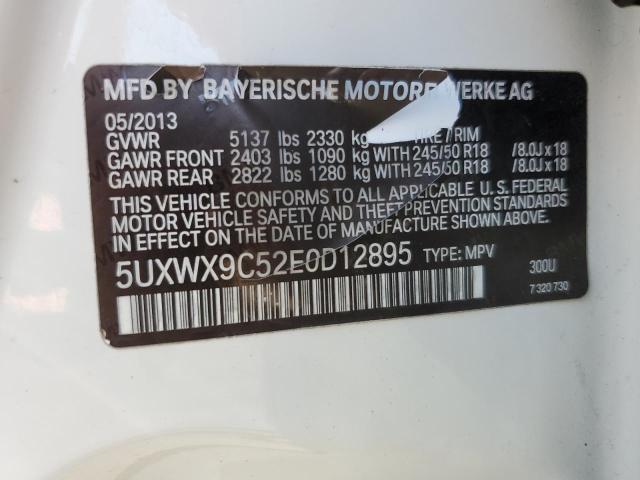 MFD BY BAYERISCHE MOTORE WERKE AG
05/2013
GVWR 5137 lbs 2330 kg IRE / RIM
GAWR FRONT 2403 lbs 1090 kg WITH 245/50 R18 /8.0J x 18
GAWR REAR 2822 lbs 1280 kg WITH 245/50 R18 /8.0J x 18
THIS VEHICLE CONFORMS TO ALL APPLICABLE U. S. FEDERAL
MOTOR VEHICLE SAFETY AND THEFT PREVENTION STANDARDS
IN EFFECT ON THE DATE OF MANUFACTURE SHOWN ABOVE.
5UXWX9C52E0D12895 TYPE: MPV 300U
7 320 730